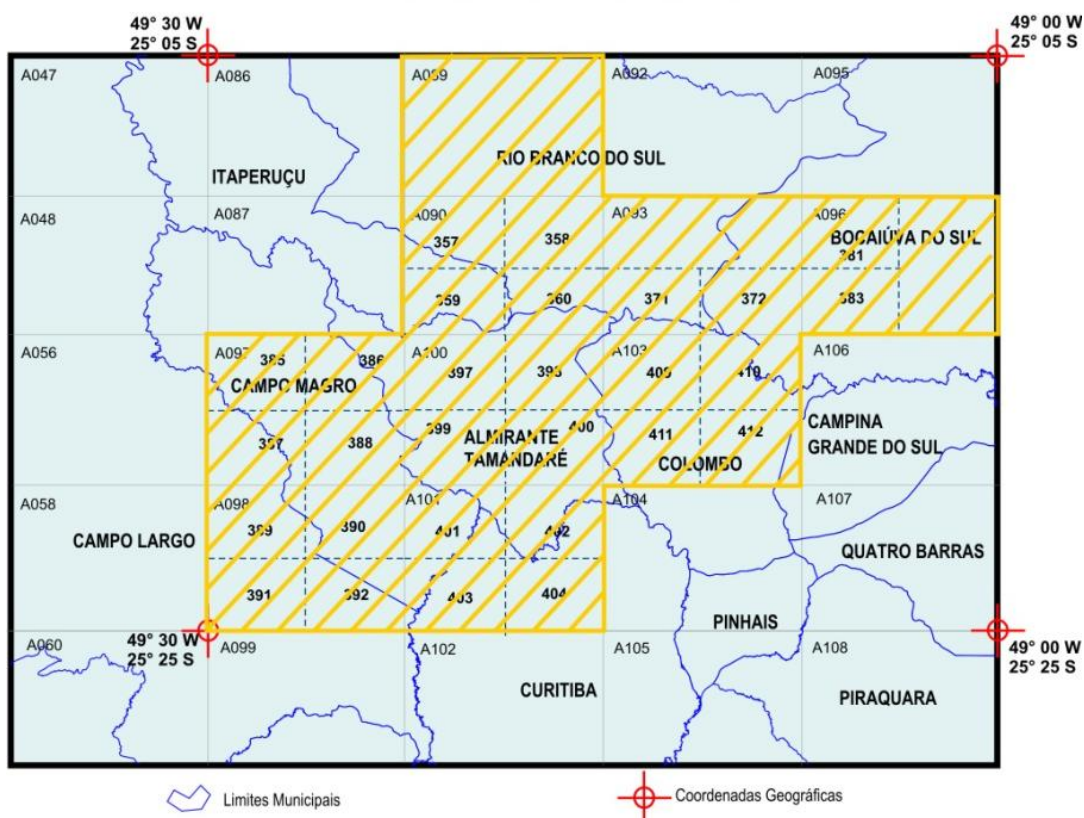 49° 30 W
25° 05 S
49° 00 W
25° 05 S
A047
A086
A089
A092
A095
ITAPERUÇU
RIO BRANCO DO SUL
A048
A087
A090
A093
A096
357
358
BOCAIÚVA DO SUL
381
359
360
371
372
383
A056
A097
A100
A103
A106
385
386
397
398
409
410
CAMPO MAGRO
387
388
399
400
411
412
ALMIRANTE
TAMANDARÉ
COLOMBO
CAMPINA
GRANDE DO SUL
A058
A098
A101
A104
A107
389
390
401
402
CAMPO LARGO
QUATRO BARRAS
391
392
403
404
PINHAIS
49° 30 W
25° 25 S
49° 00 W
25° 25 S
A060
A099
A102
A105
A108
CURITIBA
PIRAQUARA
Limites Municipais
Coordenadas Geográficas